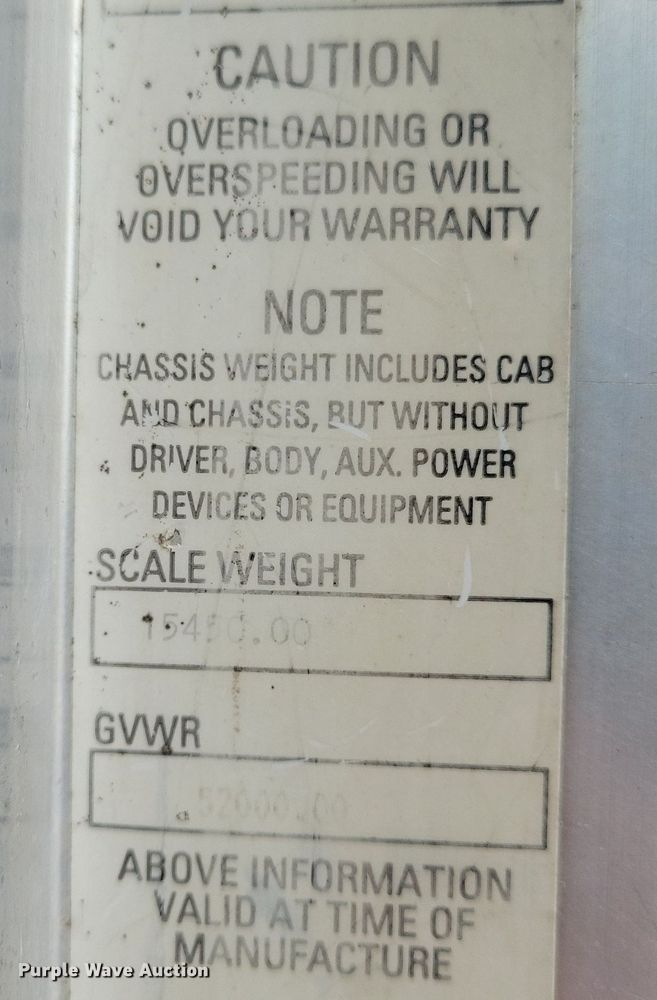 CAUTION
OVERLOADING OR
OVERSPEEDING WILL
VOID YOUR WARRANTY
NOTE
CHASSIS WEIGHT INCLUDES CAB
AND CHASSIS, BUT WITHOUT
DRIVER, BODY, AUX. POWER
DEVICES OR EQUIPMENT
SCALE WEIGHT
GVWR
52000.00
ABOVE INFORMATION
VALID AT TIME OF
MANUFACTURE
Purple Wave Auction